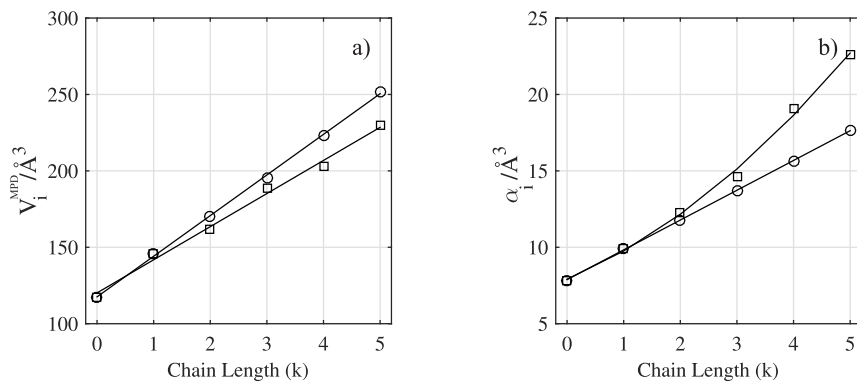 300
250
200
150
100
0 1 2 3 4 5
Chain Length (k)
V_i^MPD/Å^3
a)
25
20
15
10
5
0 1 2 3 4 5
Chain Length (k)
α_i/Å^3
b)